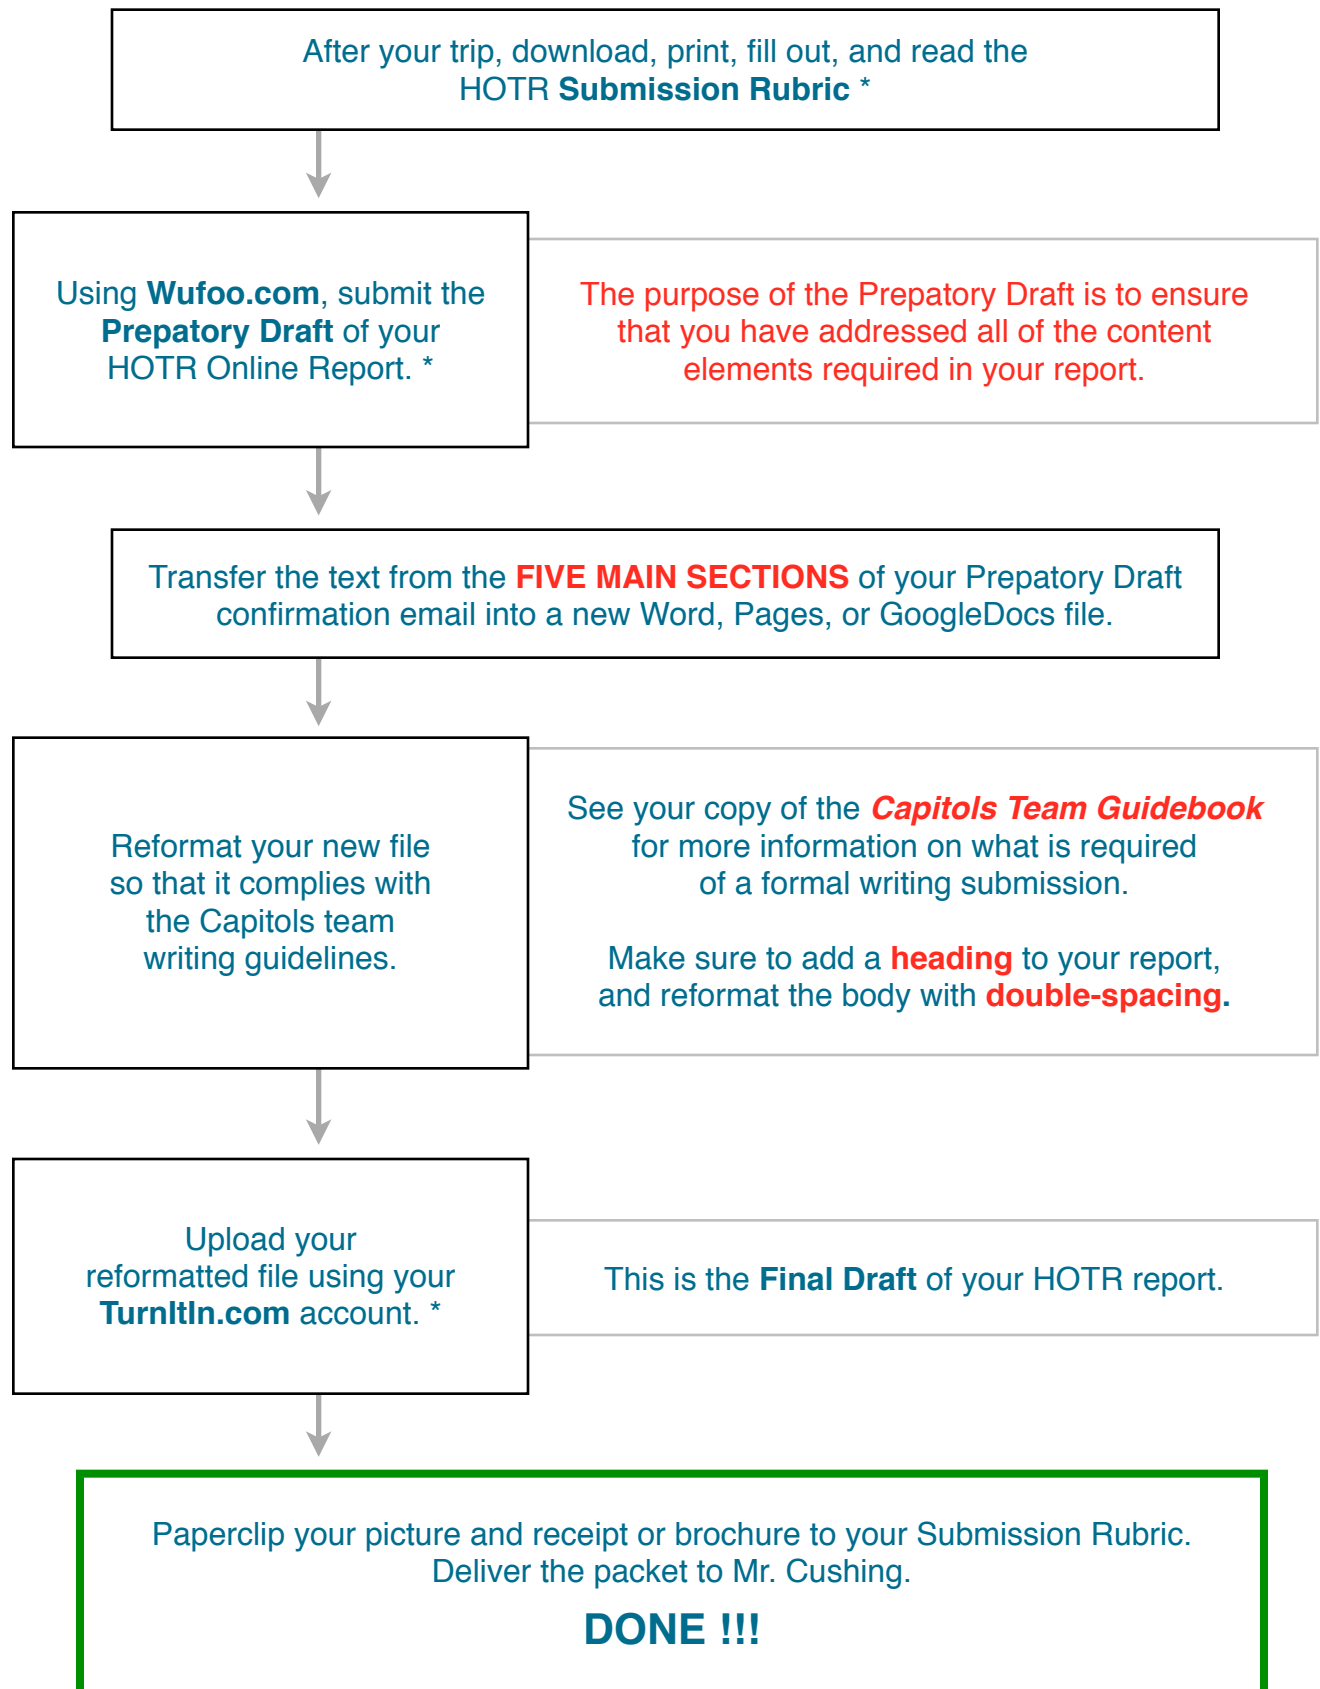 After your trip, download, print, fill out, and read the
HOTR Submission Rubric *
Using Wufoo.com, submit the
Prepatory Draft of your
HOTR Online Report. *
The purpose of the Prepatory Draft is to ensure
that you have addressed all of the content
elements required in your report.
Transfer the text from the FIVE MAIN SECTIONS of your Prepatory Draft
confirmation email into a new Word, Pages, or GoogleDocs file.
Reformat your new file
so that it complies with
the Capitols team
writing guidelines.
See your copy of the Capitols Team Guidebook
for more information on what is required
of a formal writing submission.
Make sure to add a heading to your report,
and reformat the body with double-spacing.
Upload your
reformatted file using your
TurnItIn.com account. *
This is the Final Draft of your HOTR report.
Paperclip your picture and receipt or brochure to your Submission Rubric.
Deliver the packet to Mr. Cushing.
DONE !!!